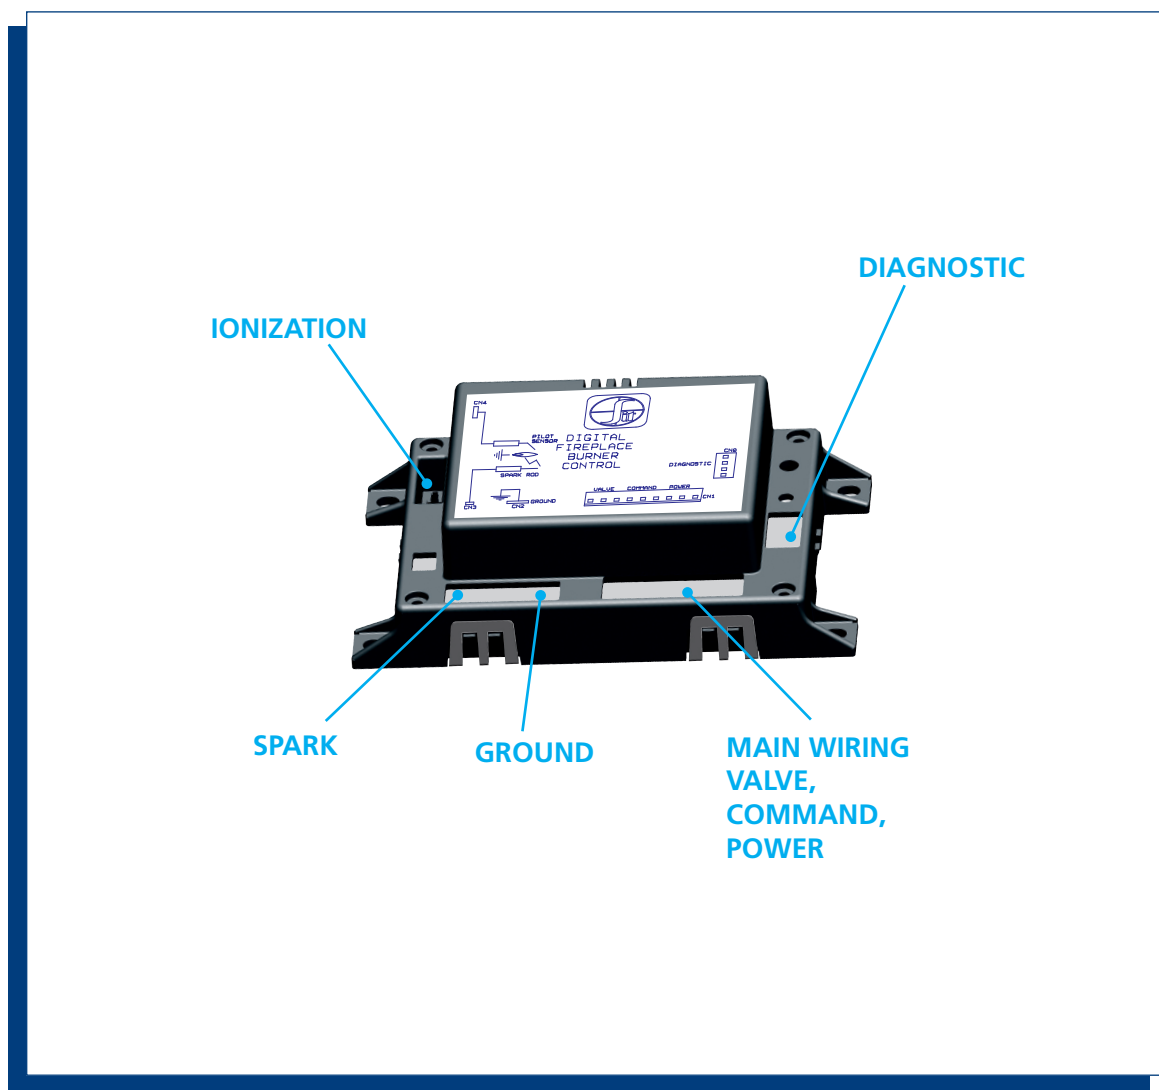 DIAGNOSTIC
IONIZATION
CN4
Sit
PILOT
SENSOR
DIGITAL
FIREPLACE
BURNER
CONTROL
DIAGNOSTIC
SPARK ROD
GROUND
CN3
CN2
VALVE COMMAND POWER
CN1
SPARK
GROUND
MAIN WIRING
VALVE,
COMMAND,
POWER